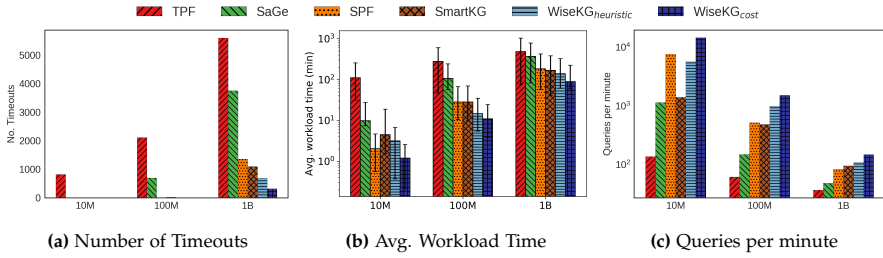 TPF SaGe SPF SmartKG WiseKG_heuristic WiseKG_cost
No. Timeouts
5000
4000
3000
2000
1000
0
10M 100M 1B
(a) Number of Timeouts
Avg. workload time (min)
10^3
10^2
10^1
10^0
10M 100M 1B
(b) Avg. Workload Time
Queries per minute
10^4
10^3
10^2
10M 100M 1B
(c) Queries per minute